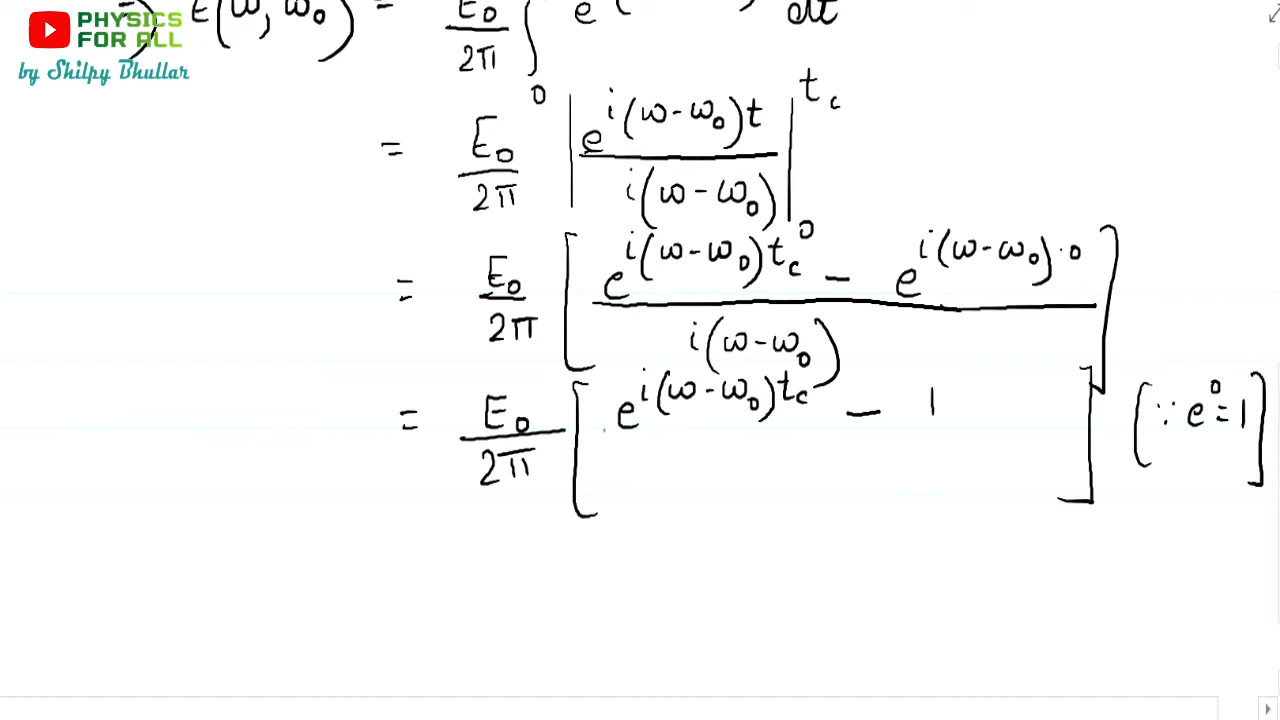 PHYSICS
FOR ALL
by Shilpy Bhullar
E(ω, ω₀) = E₀/2π ∫₀ e dt
= E₀/2π | e^{i(ω-ω₀)t} / i(ω-ω₀) |₀^{t_c}
= E₀/2π [ e^{i(ω-ω₀)t_c} - e^{i(ω-ω₀)·0} / i(ω-ω₀) ]
= E₀/2π [ e^{i(ω-ω₀)t_c} - 1 ] [∵ e⁰ = 1]